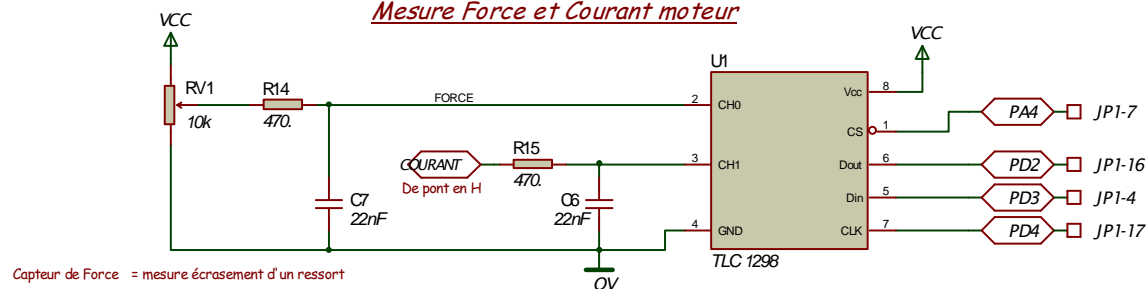 Mesure Force et Courant moteur
VCC
VCC
U1
RV1
10k
R14
470.
FORCE
2
CH0
Vcc
8
CS
1
PA4
JP1-7
COURANT
De pont en H
R15
470.
3
CH1
Dout
6
PD2
JP1-16
Din
5
PD3
JP1-4
C7
22nF
C6
22nF
4
GND
CLK
7
PD4
JP1-17
TLC 1298
Capteur de Force = mesure écrasement d'un ressort
0V